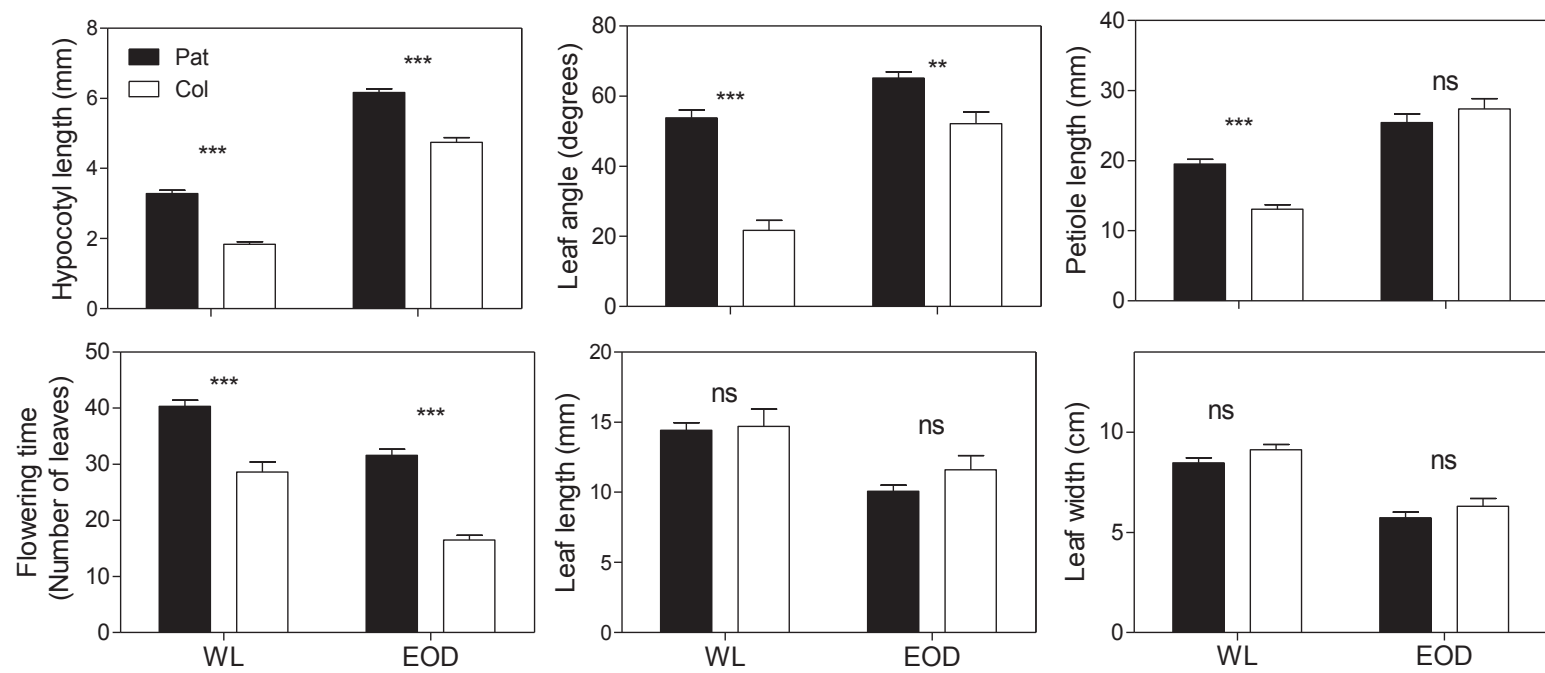 Hypocotyl length (mm)
8
6
4
2
0
Pat
Col
***
***
Leaf angle (degrees)
80
60
40
20
0
***
**
Petiole length (mm)
40
30
20
10
0
***
ns
Flowering time
(Number of leaves)
50
40
30
20
10
0
***
***
WL
EOD
Leaf length (mm)
20
15
10
5
0
ns
ns
WL
EOD
Leaf width (cm)
10
5
0
ns
ns
WL
EOD